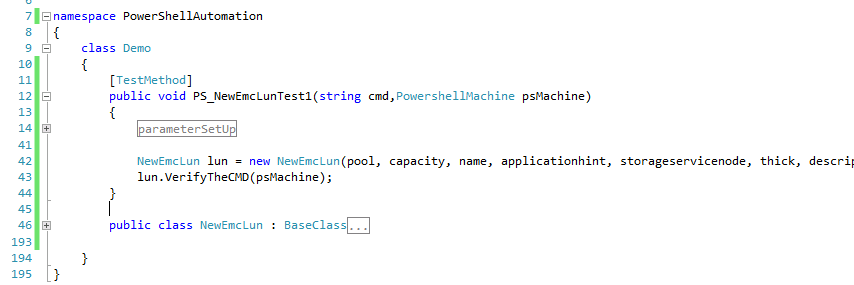 7 namespace PowerShellAutomation
8 {
9 class Demo
10 {
11 [TestMethod]
12 public void PS_NewEmcLunTest1(string cmd,PowershellMachine psMachine)
13 {
14 parameterSetUp
41
42 NewEmcLun lun = new NewEmcLun(pool, capacity, name, applicationhint, storageservicenode, thick, descrip
43 lun.VerifyTheCMD(psMachine);
44 }
45
46 public class NewEmcLun : BaseClass...
193
194 }
195 }